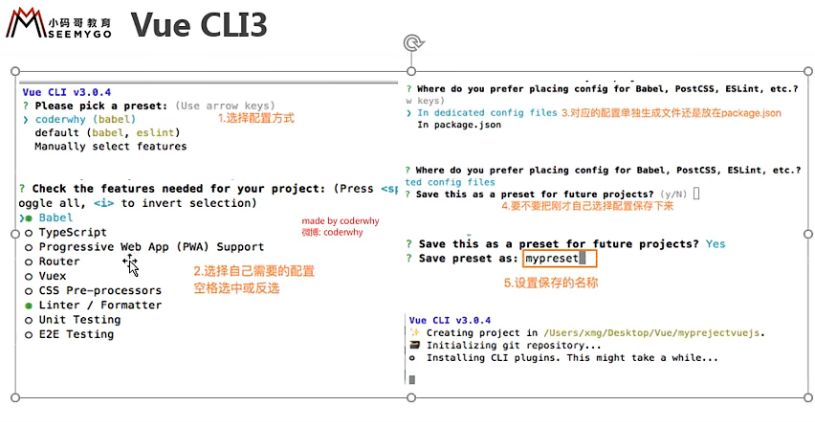 小码哥教育
SEEMYGO
Vue CLI3
Vue CLI v3.0.4
? Please pick a preset: (Use arrow keys)
❯ coderwhy (babel)
default (babel, eslint)
Manually select features
1.选择配置方式
? Check the features needed for your project: (Press <sp
oggle all, <i> to invert selection)
❯● Babel
○ TypeScript
○ Progressive Web App (PWA) Support
○ Router
○ Vuex
○ CSS Pre-processors
● Linter / Formatter
○ Unit Testing
○ E2E Testing
made by coderwhy
微博: coderwhy
2.选择自己需要的配置
空格选中或反选
? Where do you prefer placing config for Babel, PostCSS, ESLint, etc.?
w keys)
❯ In dedicated config files
3.对应的配置单独生成文件还是放在package.json
In package.json
? Where do you prefer placing config for Babel, PostCSS, ESLint, etc.?
ted config files
? Save this as a preset for future projects? (y/N)
4.要不要把刚才自己选择配置保存下来
? Save this as a preset for future projects? Yes
? Save preset as: mypreset
5.设置保存的名称
Vue CLI v3.0.4
✨ Creating project in /Users/xmg/Desktop/Vue/myprejectvuejs.
🗃 Initializing git repository...
⚙ Installing CLI plugins. This might take a while...